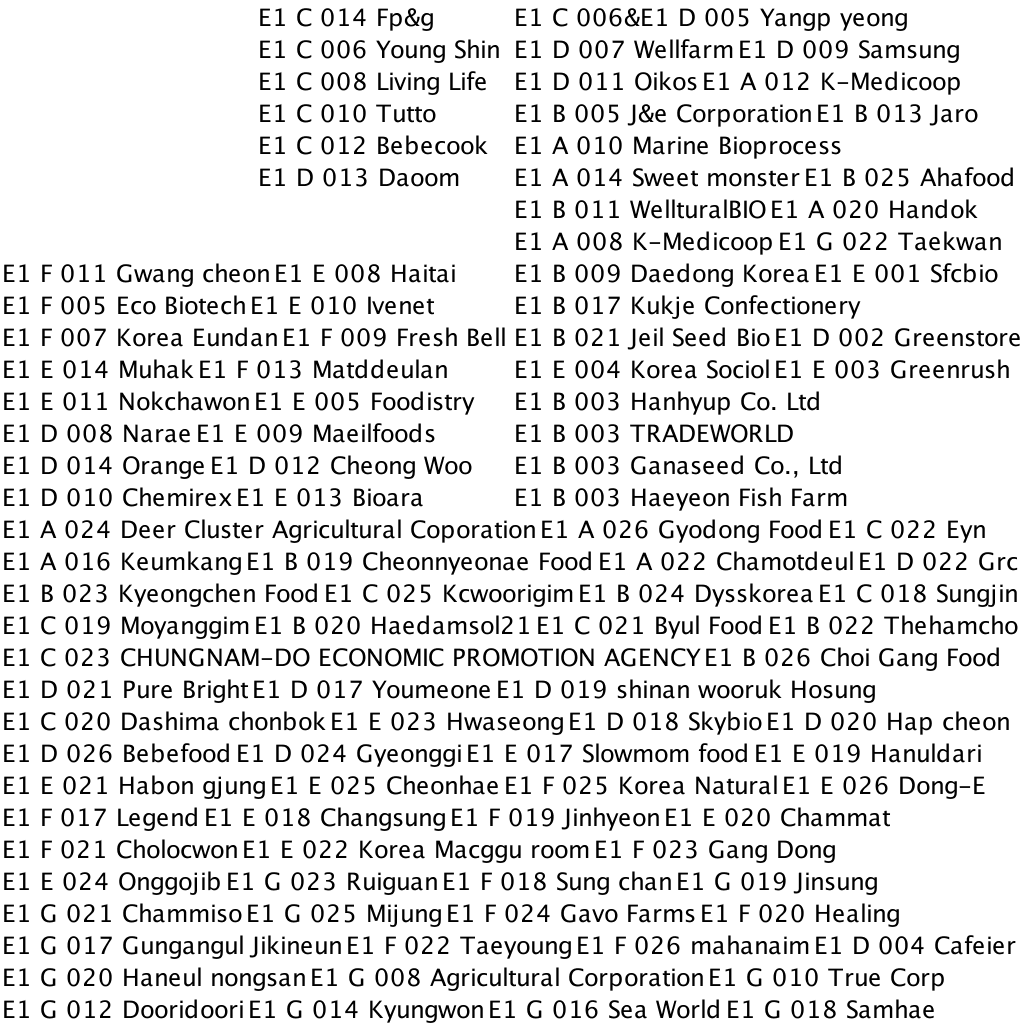 E1 C 014 Fp&g
E1 C 006 Young Shin
E1 C 008 Living Life
E1 C 010 Tutto
E1 C 012 Bebecook
E1 D 013 Daoom
E1 C 006&E1 D 005 Yangp yeong
E1 D 007 Wellfarm E1 D 009 Samsung
E1 D 011 Oikos E1 A 012 K-Medicoop
E1 B 005 J&e Corporation E1 B 013 Jaro
E1 A 010 Marine Bioprocess
E1 A 014 Sweet monster E1 B 025 Ahafood
E1 B 011 WellturalBIO E1 A 020 Handok
E1 A 008 K-Medicoop E1 G 022 Taekwan
E1 B 009 Daedong Korea E1 E 001 Sfcbio
E1 B 017 Kukje Confectionery
E1 B 021 Jeil Seed Bio E1 D 002 Greenstore
E1 E 004 Korea Sociol E1 E 003 Greenrush
E1 B 003 Hanhyup Co. Ltd
E1 B 003 TRADEWORLD
E1 B 003 Ganaseed Co., Ltd
E1 B 003 Haeyeon Fish Farm
E1 F 011 Gwang cheon E1 E 008 Haitai
E1 F 005 Eco Biotech E1 E 010 Ivenet
E1 F 007 Korea Eundan E1 F 009 Fresh Bell
E1 E 014 Muhak E1 F 013 Matddeulan
E1 E 011 Nokchawon E1 E 005 Foodistry
E1 D 008 Narae E1 E 009 Maeilfoods
E1 D 014 Orange E1 D 012 Cheong Woo
E1 D 010 Chemirex E1 E 013 Bioara
E1 A 024 Deer Cluster Agricultural Coporation E1 A 026 Gyodong Food E1 C 022 Eyn
E1 A 016 Keumkang E1 B 019 Cheonnyeonae Food E1 A 022 Chamotdeul E1 D 022 Grc
E1 B 023 Kyeongchen Food E1 C 025 Kcwoorigim E1 B 024 Dysskorea E1 C 018 Sungjin
E1 C 019 Moyanggim E1 B 020 Haedamsol21 E1 C 021 Byul Food E1 B 022 Thehamcho
E1 C 023 CHUNGNAM-DO ECONOMIC PROMOTION AGENCY E1 B 026 Choi Gang Food
E1 D 021 Pure Bright E1 D 017 Youmeone E1 D 019 shinan wooruk Hosung
E1 C 020 Dashima chonbok E1 E 023 Hwaseong E1 D 018 Skybio E1 D 020 Hap cheon
E1 D 026 Bebefood E1 D 024 Gyeonggi E1 E 017 Slowmom food E1 E 019 Hanuldari
E1 E 021 Habon gjung E1 E 025 Cheonhae E1 F 025 Korea Natural E1 E 026 Dong-E
E1 F 017 Legend E1 E 018 Changsung E1 F 019 Jinhyeon E1 E 020 Chammat
E1 F 021 Cholocwon E1 E 022 Korea Macggu room E1 F 023 Gang Dong
E1 E 024 Onggojib E1 G 023 Ruiguan E1 F 018 Sung chan E1 G 019 Jinsung
E1 G 021 Chammiso E1 G 025 Mijung E1 F 024 Gavo Farms E1 F 020 Healing
E1 G 017 Gungangul Jikineun E1 F 022 Taeyoung E1 F 026 mahanaim E1 D 004 Cafeier
E1 G 020 Haneul nongsan E1 G 008 Agricultural Corporation E1 G 010 True Corp
E1 G 012 Dooridoori E1 G 014 Kyungwon E1 G 016 Sea World E1 G 018 Samhae